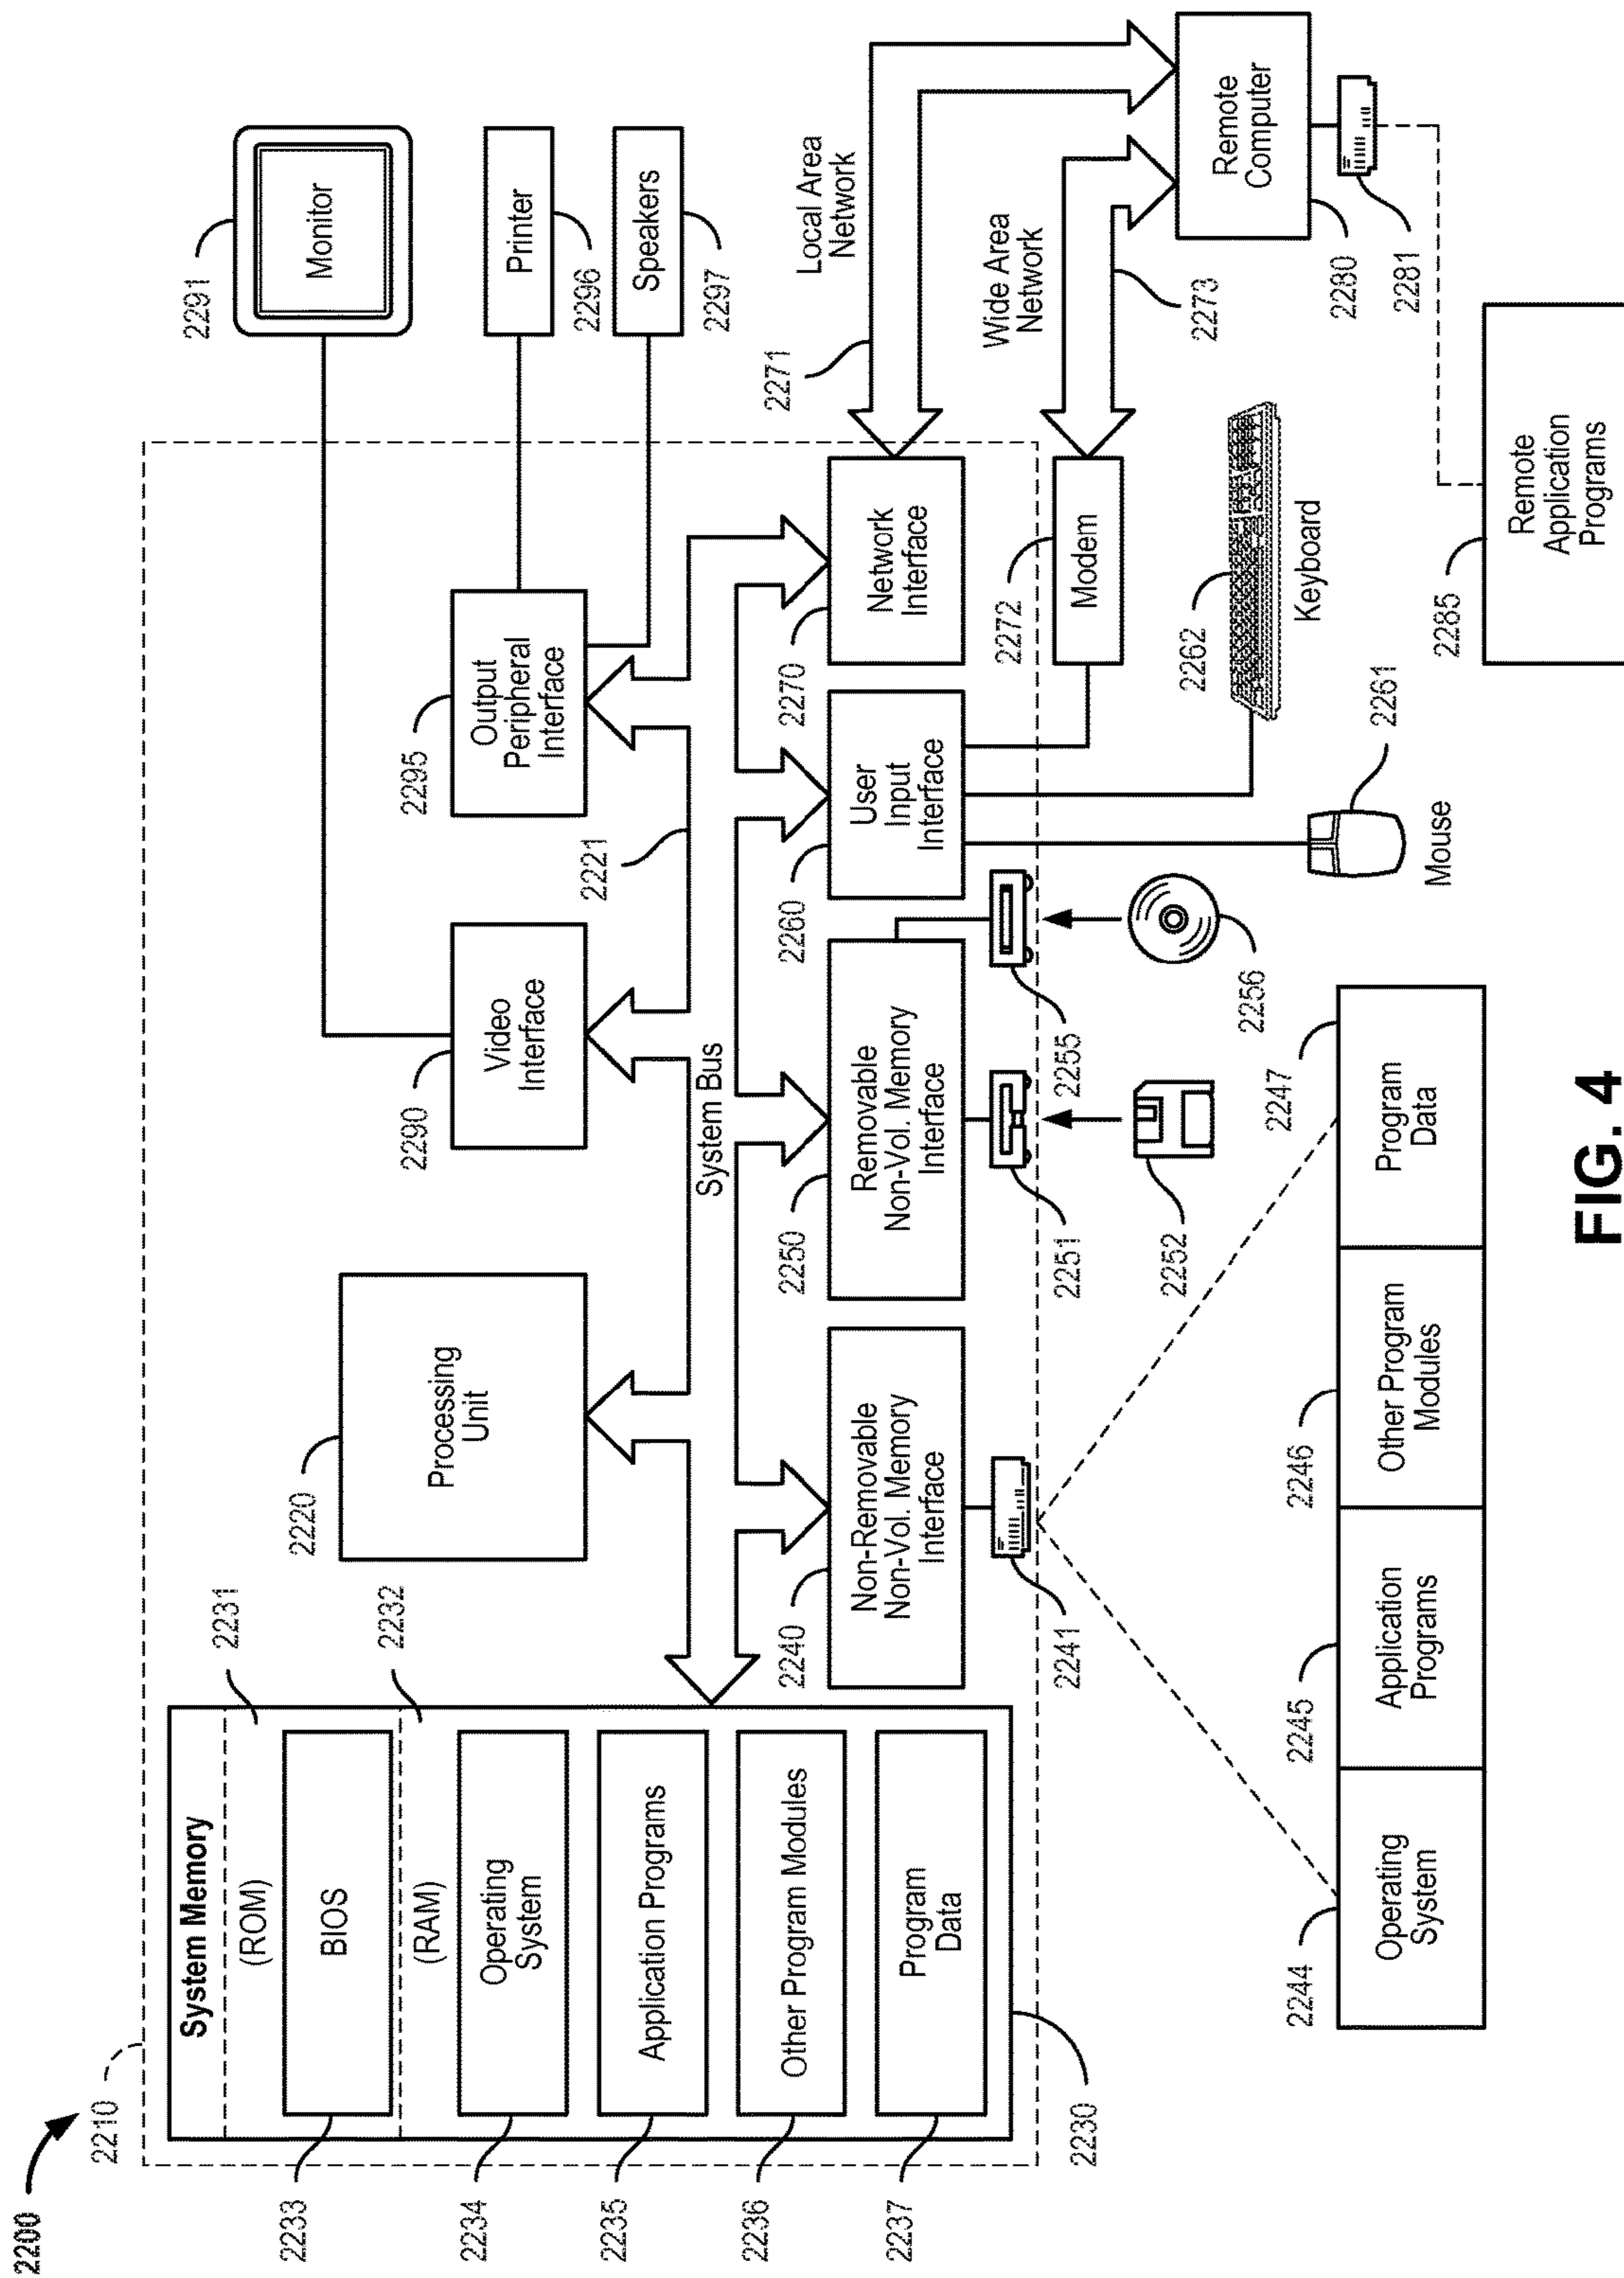 2200
2210
System Memory
(ROM)
2231
BIOS
2233
(RAM)
2232
Operating
System
2234
Application Programs
2235
Other Program Modules
2236
Program
Data
2237
2230
Processing
Unit
2220
Video
Interface
2290
Output
Peripheral
Interface
2295
Monitor
2291
Printer
2296
Speakers
2297
System Bus
2221
Non-Removable
Non-Vol. Memory
Interface
2240
Removable
Non-Vol. Memory
Interface
2250
User
Input
Interface
2260
Network
Interface
2270
Local Area
Network
2271
Wide Area
Network
2273
Modem
2272
2241
2251
2255
2252
2256
Mouse
2261
Keyboard
2262
Remote
Computer
2280
2281
Remote
Application
Programs
2285
Operating
System
2244
Application
Programs
2245
Other Program
Modules
2246
Program
Data
2247
FIG. 4